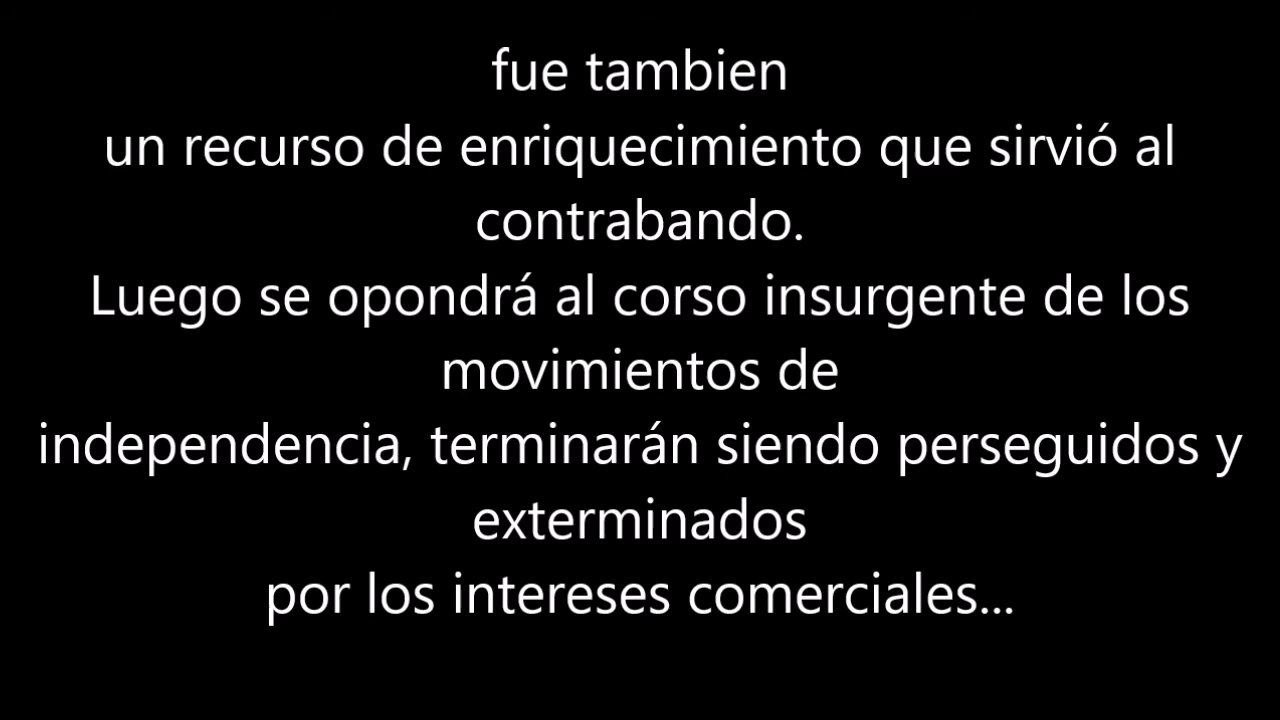 fue tambien
un recurso de enriquecimiento que sirvió al
contrabando.
Luego se opondrá al corso insurgente de los
movimientos de
independencia, terminarán siendo perseguidos y
exterminados
por los intereses comerciales...